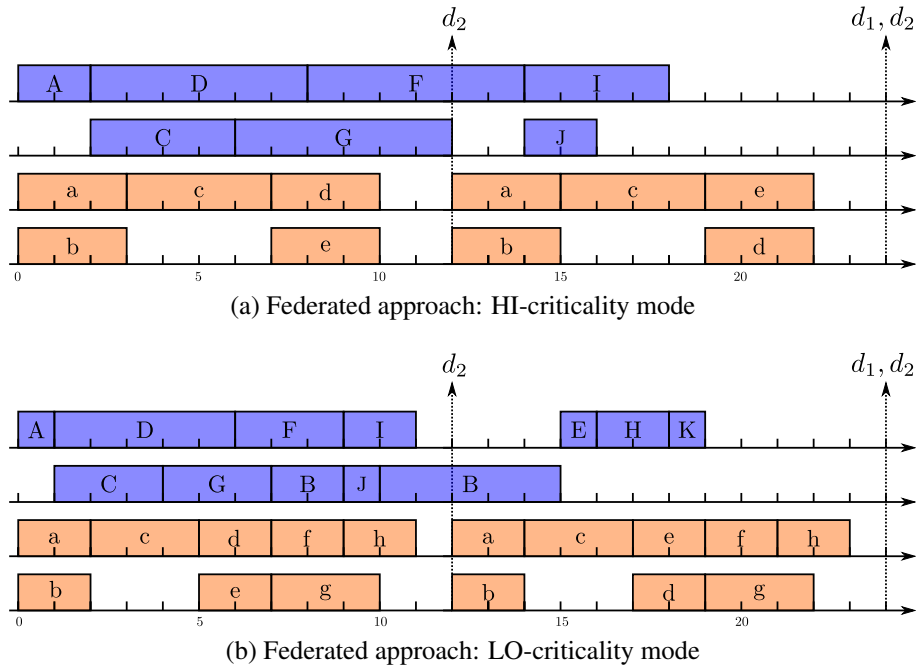 d2 d1, d2
A D F I
C G J
a c d a c e
b e b d
0 5 10 15 20
(a) Federated approach: HI-criticality mode
d2 d1, d2
A D F I E H K
C G B J B
a c d f h a c e f h
b e g b d g
0 5 10 15 20
(b) Federated approach: LO-criticality mode